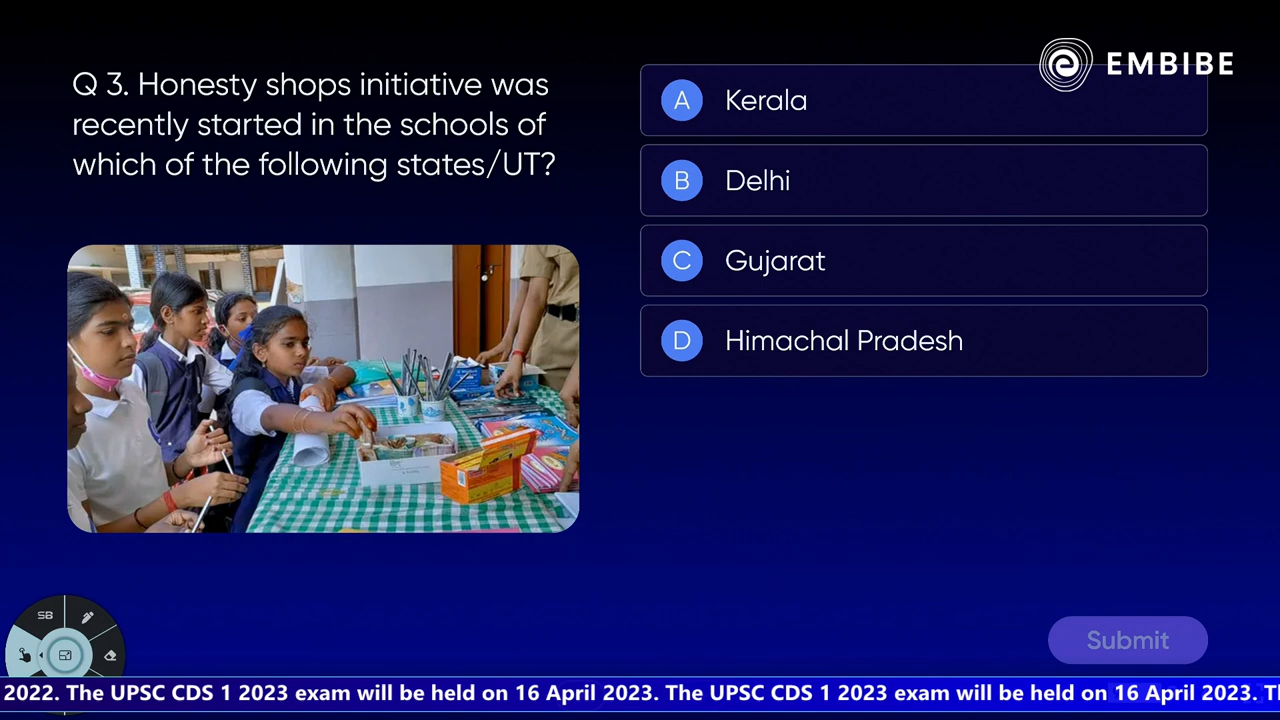 EMBIBE
Q 3. Honesty shops initiative was
recently started in the schools of
which of the following states/UT?
A Kerala
B Delhi
C Gujarat
D Himachal Pradesh
SB
Submit
2022. The UPSC CDS 1 2023 exam will be held on 16 April 2023. The UPSC CDS 1 2023 exam will be held on 16 April 2023. Tl